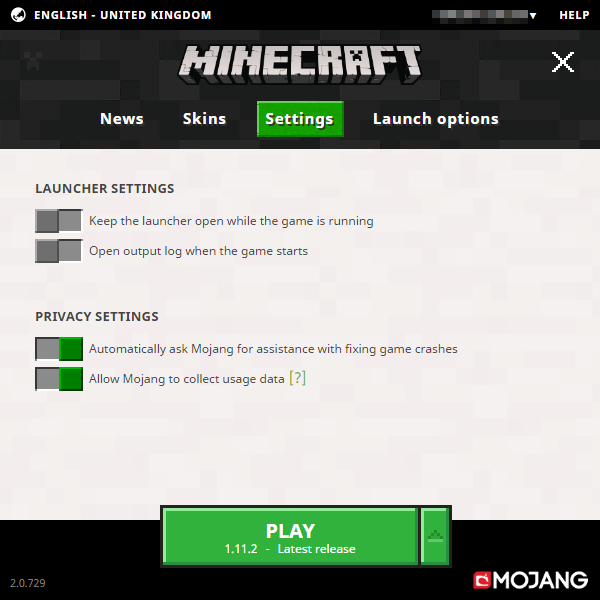 ENGLISH - UNITED KINGDOM
HELP
MINECRAFT
News Skins Settings Launch options
LAUNCHER SETTINGS
Keep the launcher open while the game is running
Open output log when the game starts
PRIVACY SETTINGS
Automatically ask Mojang for assistance with fixing game crashes
Allow Mojang to collect usage data [?]
PLAY
1.11.2 - Latest release
2.0.729
MOJANG